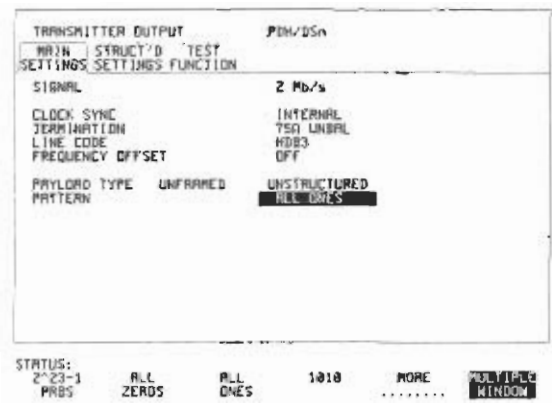 TRANSMITTER OUTPUT PDH/DSn
MAIN STRUCT'D TEST
SETTINGS SETTINGS FUNCTION
SIGNAL 2 Mb/s
CLOCK SYNC INTERNAL
TERMINATION 75Ω UNBAL
LINE CODE HDB3
FREQUENCY OFFSET OFF
PAYLOAD TYPE UNFRAMED UNSTRUCTURED
PATTERN ALL ONES
STATUS:
2^23-1 ALL ALL 1010 MORE MULTIPLE
PRBS ZEROS ONES ........ WINDOW